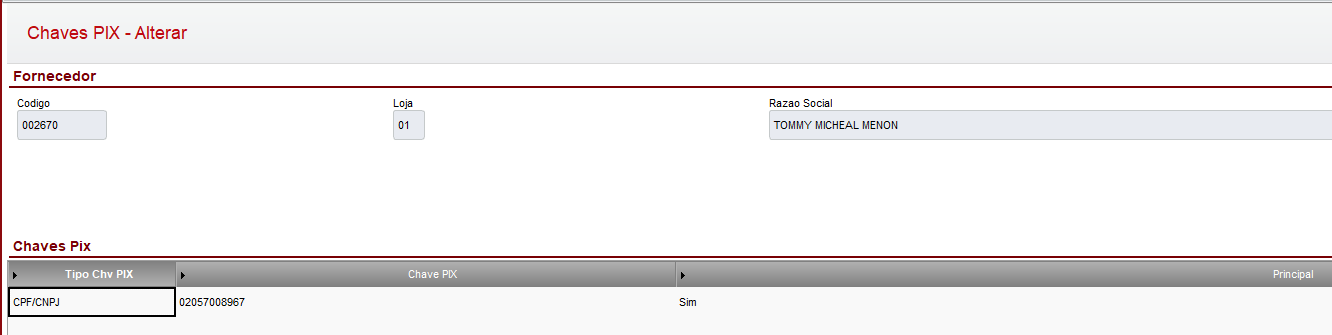 Chaves PIX - Alterar
Fornecedor
Codigo Loja Razao Social
002670 01 TOMMY MICHEAL MENON
Chaves Pix
Tipo Chv PIX Chave PIX Principal
CPF/CNPJ 02057008967 Sim